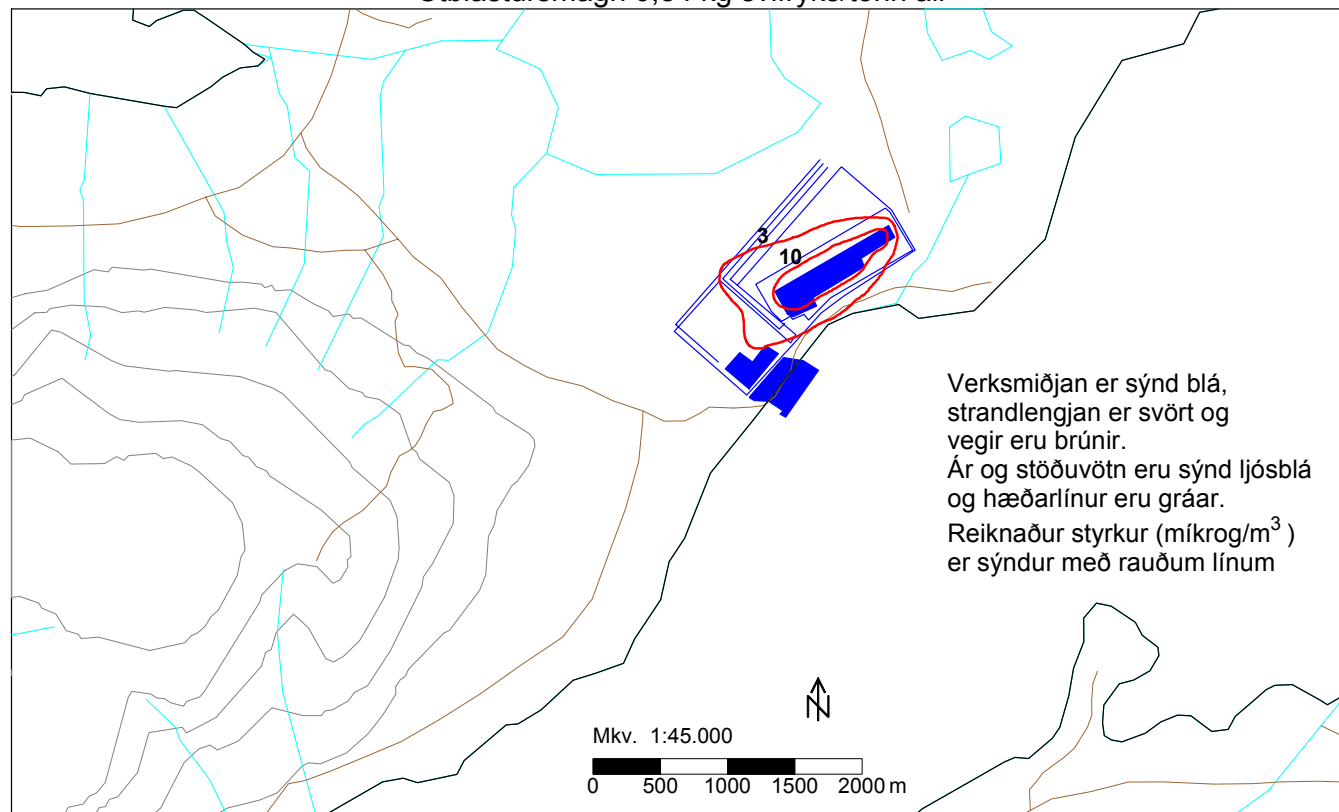 3
10
Verksmiðjan er sýnd blá,
strandlengjan er svört og
vegir eru brúnir.
Ár og stöðuvötn eru sýnd ljósblá
og hæðarlínur eru gráar.
Reiknaður styrkur (míkrog/m³ )
er sýndur með rauðum línum
N
Mkv. 1:45.000
0 500 1000 1500 2000 m